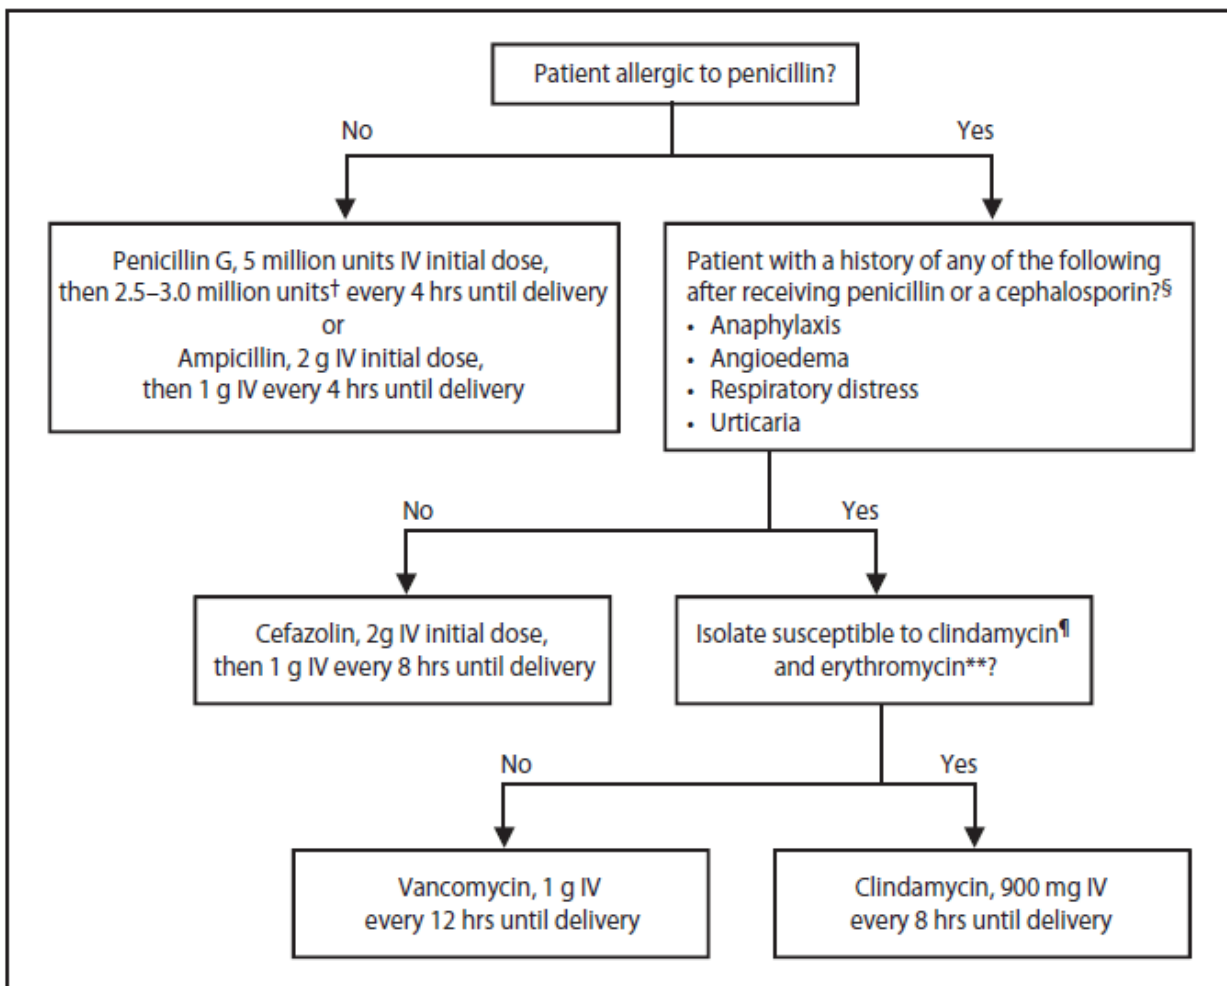 Patient allergic to penicillin?
No
Yes
Penicillin G, 5 million units IV initial dose,
then 2.5–3.0 million units† every 4 hrs until delivery
or
Ampicillin, 2 g IV initial dose,
then 1 g IV every 4 hrs until delivery
Patient with a history of any of the following
after receiving penicillin or a cephalosporin?§
• Anaphylaxis
• Angioedema
• Respiratory distress
• Urticaria
No
Yes
Cefazolin, 2g IV initial dose,
then 1 g IV every 8 hrs until delivery
Isolate susceptible to clindamycin¶
and erythromycin**?
No
Yes
Vancomycin, 1 g IV
every 12 hrs until delivery
Clindamycin, 900 mg IV
every 8 hrs until delivery